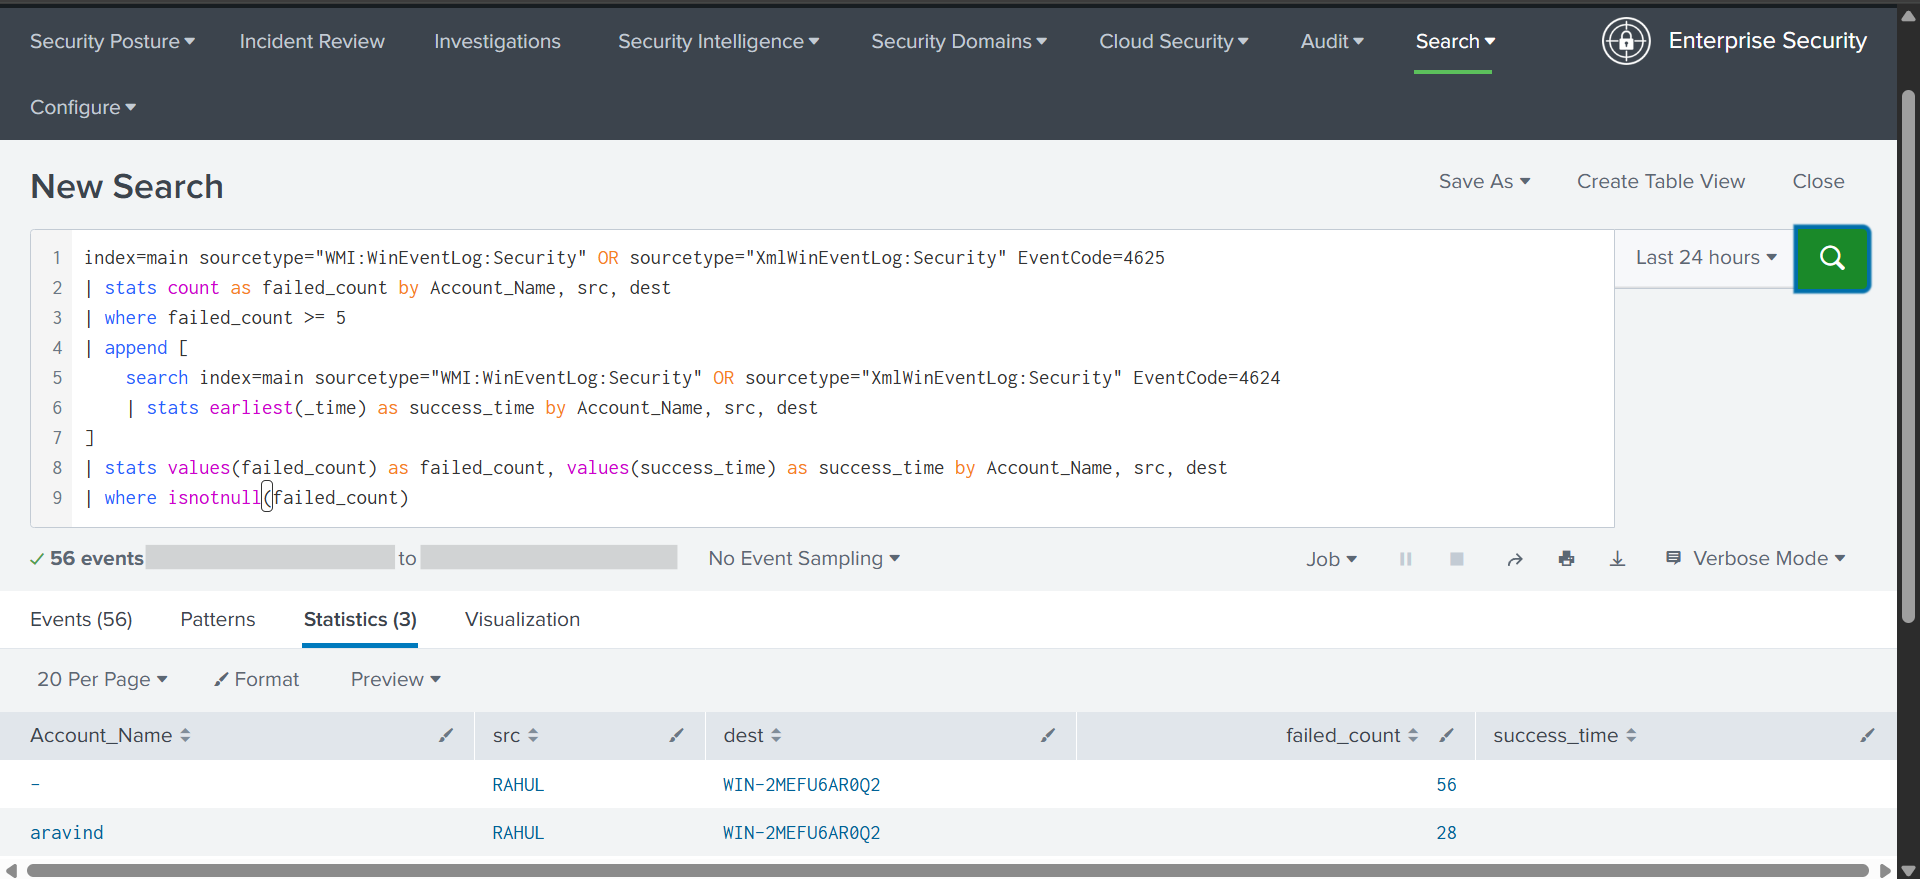 Security Posture Incident Review Investigations Security Intelligence Security Domains Cloud Security Audit Search Enterprise Security
Configure
New Search
Save As Create Table View Close
1 index=main sourcetype="WMI:WinEventLog:Security" OR sourcetype="XmlWinEventLog:Security" EventCode=4625
Last 24 hours
2 | stats count as failed_count by Account_Name, src, dest
3 | where failed_count >= 5
4 | append [
5 search index=main sourcetype="WMI:WinEventLog:Security" OR sourcetype="XmlWinEventLog:Security" EventCode=4624
6 | stats earliest(_time) as success_time by Account_Name, src, dest
7 ]
8 | stats values(failed_count) as failed_count, values(success_time) as success_time by Account_Name, src, dest
9 | where isnotnull(failed_count)
56 events to No Event Sampling Job Verbose Mode
Events (56) Patterns Statistics (3) Visualization
20 Per Page Format Preview
Account_Name src dest failed_count success_time
- RAHUL WIN-2MEFU6AR0Q2 56
aravind RAHUL WIN-2MEFU6AR0Q2 28